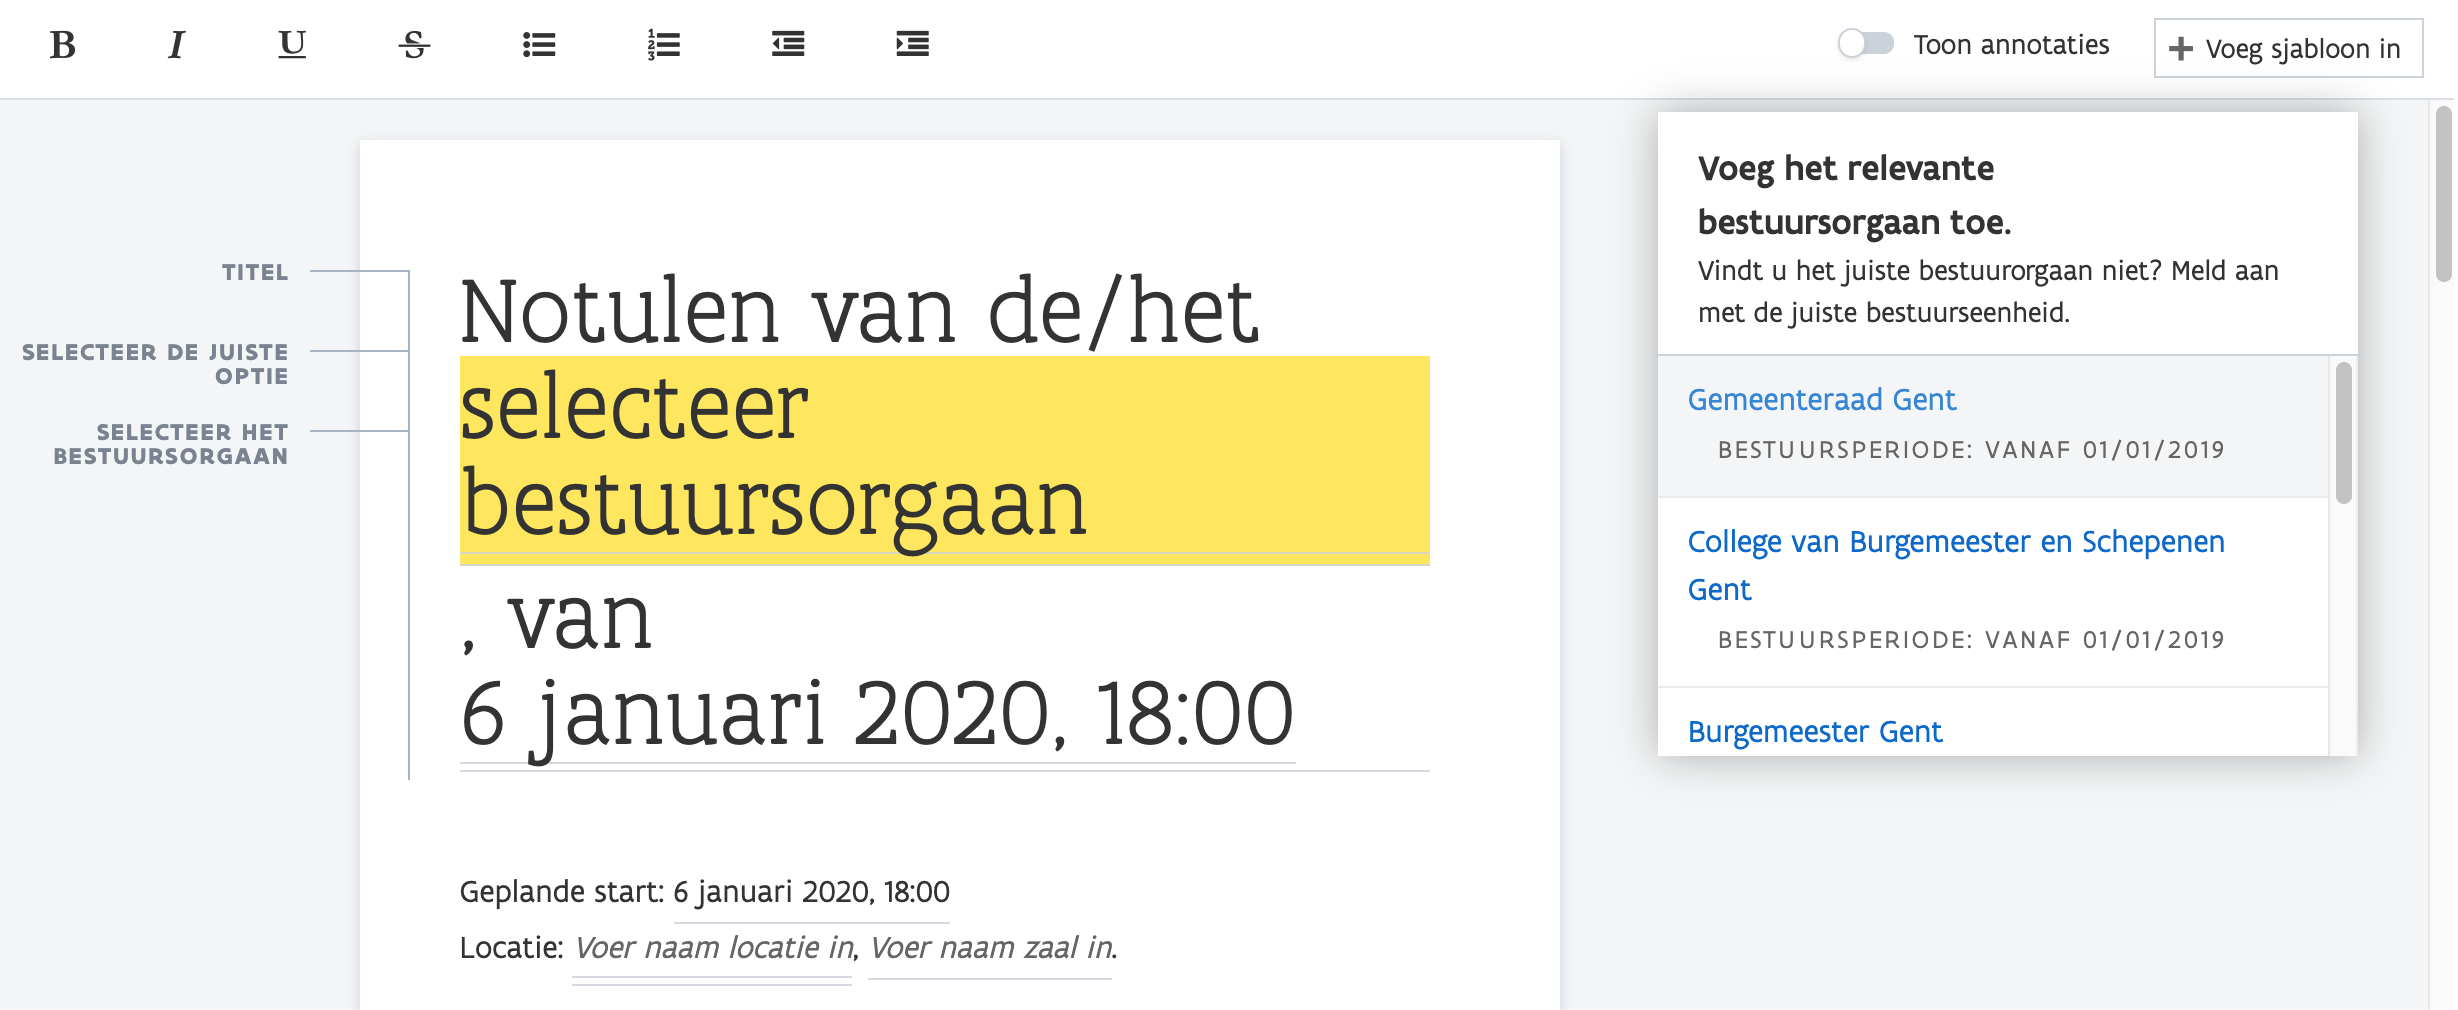 B I U S
Toon annotaties
Voeg sjabloon in
TITEL
SELECTEER DE JUISTE
OPTIE
SELECTEER HET
BESTUURSORGAAN
Notulen van de/het
selecteer
bestuursorgaan
, van
6 januari 2020, 18:00
Geplande start: 6 januari 2020, 18:00
Locatie: Voer naam locatie in, Voer naam zaal in.
Voeg het relevante
bestuursorgaan toe.
Vindt u het juiste bestuurorgaan niet? Meld aan
met de juiste bestuurseenheid.
Gemeenteraad Gent
BESTUURSPERIODE: VANAF 01/01/2019
College van Burgemeester en Schepenen
Gent
BESTUURSPERIODE: VANAF 01/01/2019
Burgemeester Gent